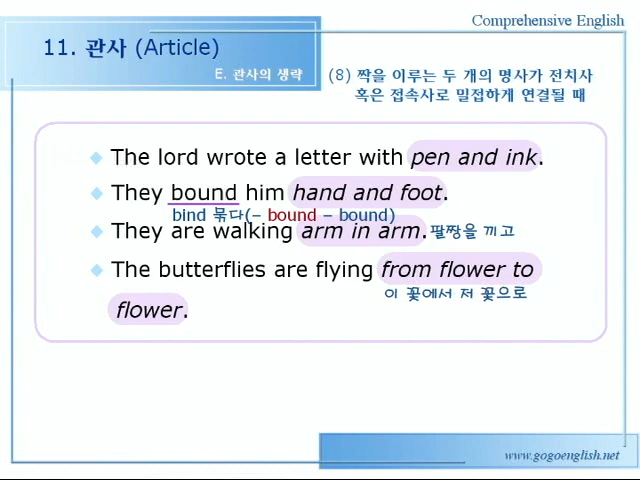 Comprehensive English
11. 관사 (Article)
E. 관사의 생략
(8) 짝을 이루는 두 개의 명사가 전치사
혹은 접속사로 밀접하게 연결될 때
The lord wrote a letter with pen and ink.
They bound him hand and foot.
bind 묶다(– bound – bound)
They are walking arm in arm. 팔짱을 끼고
The butterflies are flying from flower to
이 꽃에서 저 꽃으로
flower.
www.gogoenglish.net